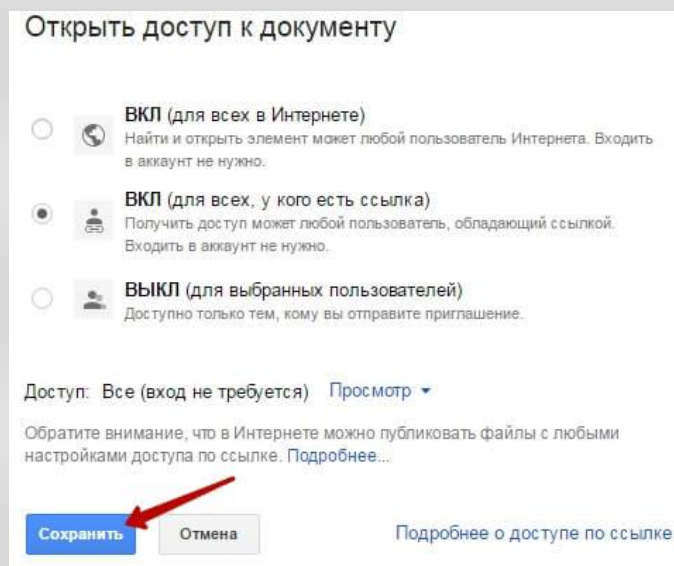 Открыть доступ к документу
ВКЛ (для всех в Интернете)
Найти и открыть элемент может любой пользователь Интернета. Входить
в аккаунт не нужно.
ВКЛ (для всех, у кого есть ссылка)
Получить доступ может любой пользователь, обладающий ссылкой.
Входить в аккаунт не нужно.
ВЫКЛ (для выбранных пользователей)
Доступно только тем, кому вы отправите приглашение.
Доступ: Все (вход не требуется) Просмотр
Обратите внимание, что в Интернете можно публиковать файлы с любыми
настройками доступа по ссылке. Подробнее...
Сохранить Отмена Подробнее о доступе по ссылке